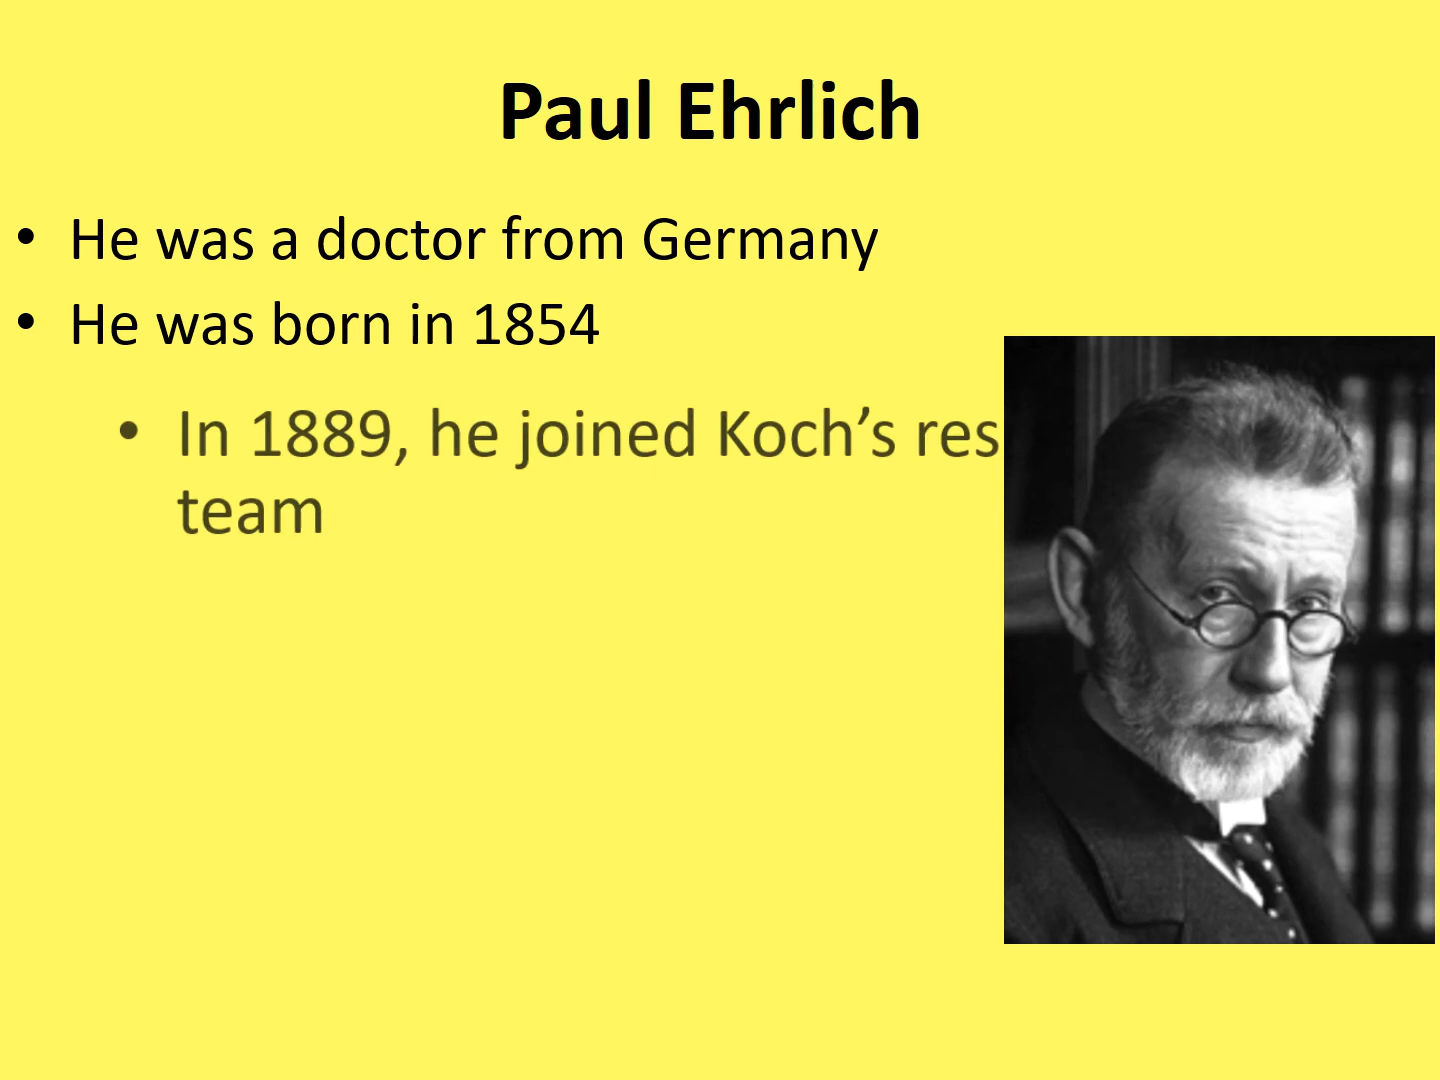 Paul Ehrlich
• He was a doctor from Germany
• He was born in 1854
• In 1889, he joined Koch’s res
team